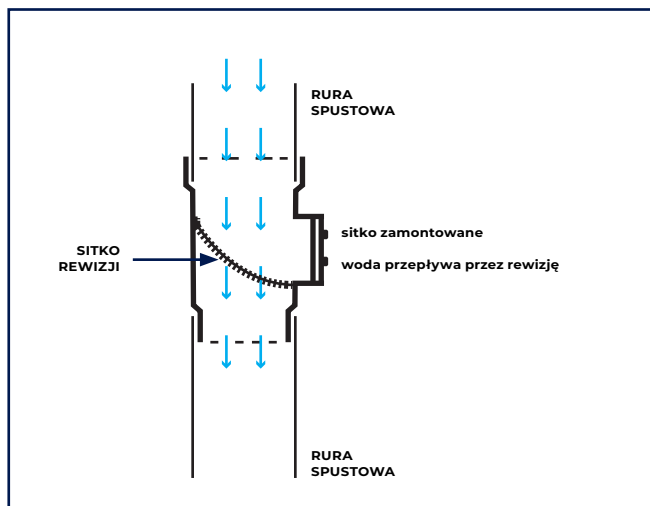 RURA
SPUSTOWA
sitko zamontowane
SITKO
REWIZJI
woda przepływa przez rewizję
RURA
SPUSTOWA